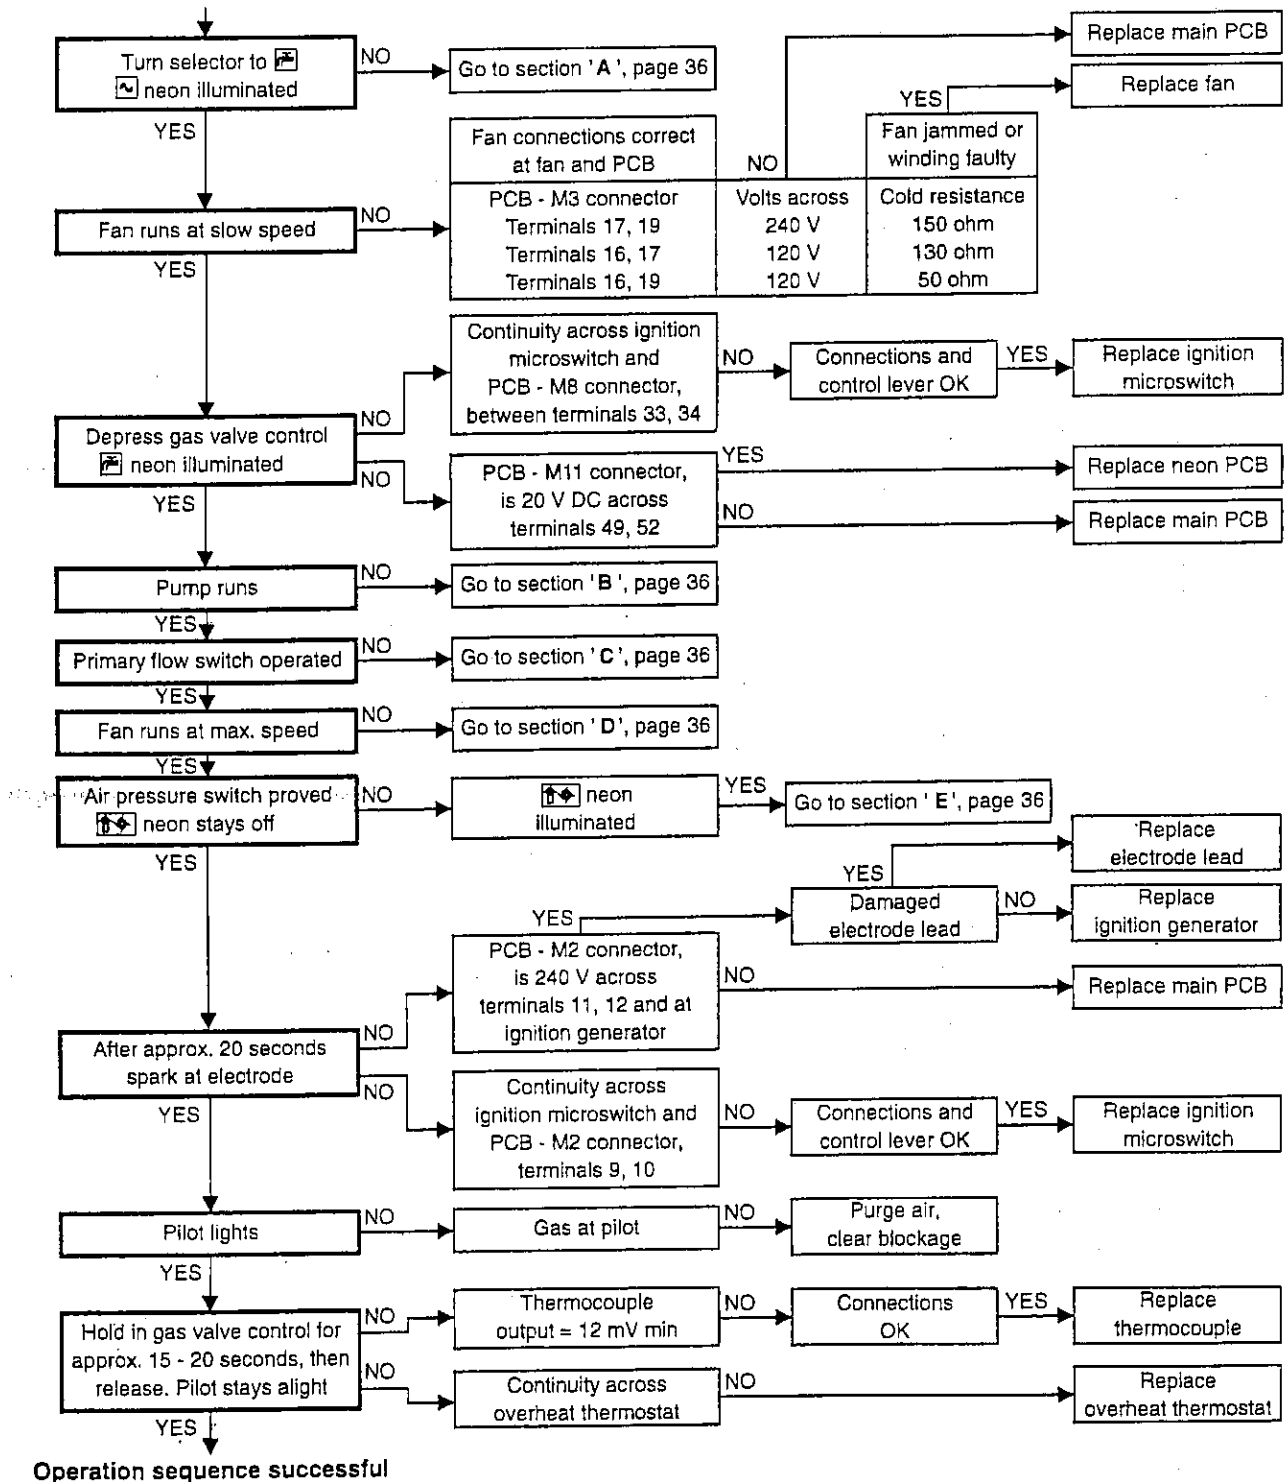 Turn selector to
neon illuminated
NO
Go to section 'A', page 36
Replace main PCB
Replace fan
YES
YES
Fan connections correct
at fan and PCB
NO
Fan jammed or
winding faulty
PCB - M3 connector
Terminals 17, 19
Terminals 16, 17
Terminals 16, 19
Volts across
240 V
120 V
120 V
Cold resistance
150 ohm
130 ohm
50 ohm
Fan runs at slow speed
NO
YES
Continuity across ignition
microswitch and
PCB - M8 connector,
between terminals 33, 34
NO
Connections and
control lever OK
YES
Replace ignition
microswitch
Depress gas valve control
neon illuminated
NO
NO
YES
PCB - M11 connector,
is 20 V DC across
terminals 49, 52
YES
Replace neon PCB
NO
Replace main PCB
Pump runs
NO
Go to section 'B', page 36
YES
Primary flow switch operated
NO
Go to section 'C', page 36
YES
Fan runs at max. speed
NO
Go to section 'D', page 36
YES
Air pressure switch proved
neon stays off
NO
neon
illuminated
YES
Go to section 'E', page 36
YES
Replace
electrode lead
YES
Damaged
electrode lead
NO
Replace
ignition generator
YES
PCB - M2 connector,
is 240 V across
terminals 11, 12 and at
ignition generator
NO
Replace main PCB
After approx. 20 seconds
spark at electrode
NO
NO
YES
Continuity across
ignition microswitch and
PCB - M2 connector,
terminals 9, 10
NO
Connections and
control lever OK
YES
Replace ignition
microswitch
Pilot lights
NO
Gas at pilot
NO
Purge air,
clear blockage
YES
Hold in gas valve control for
approx. 15 - 20 seconds, then
release. Pilot stays alight
NO
Thermocouple
output = 12 mV min
NO
Connections
OK
YES
Replace
thermocouple
NO
Continuity across
overheat thermostat
NO
Replace
overheat thermostat
YES
Operation sequence successful